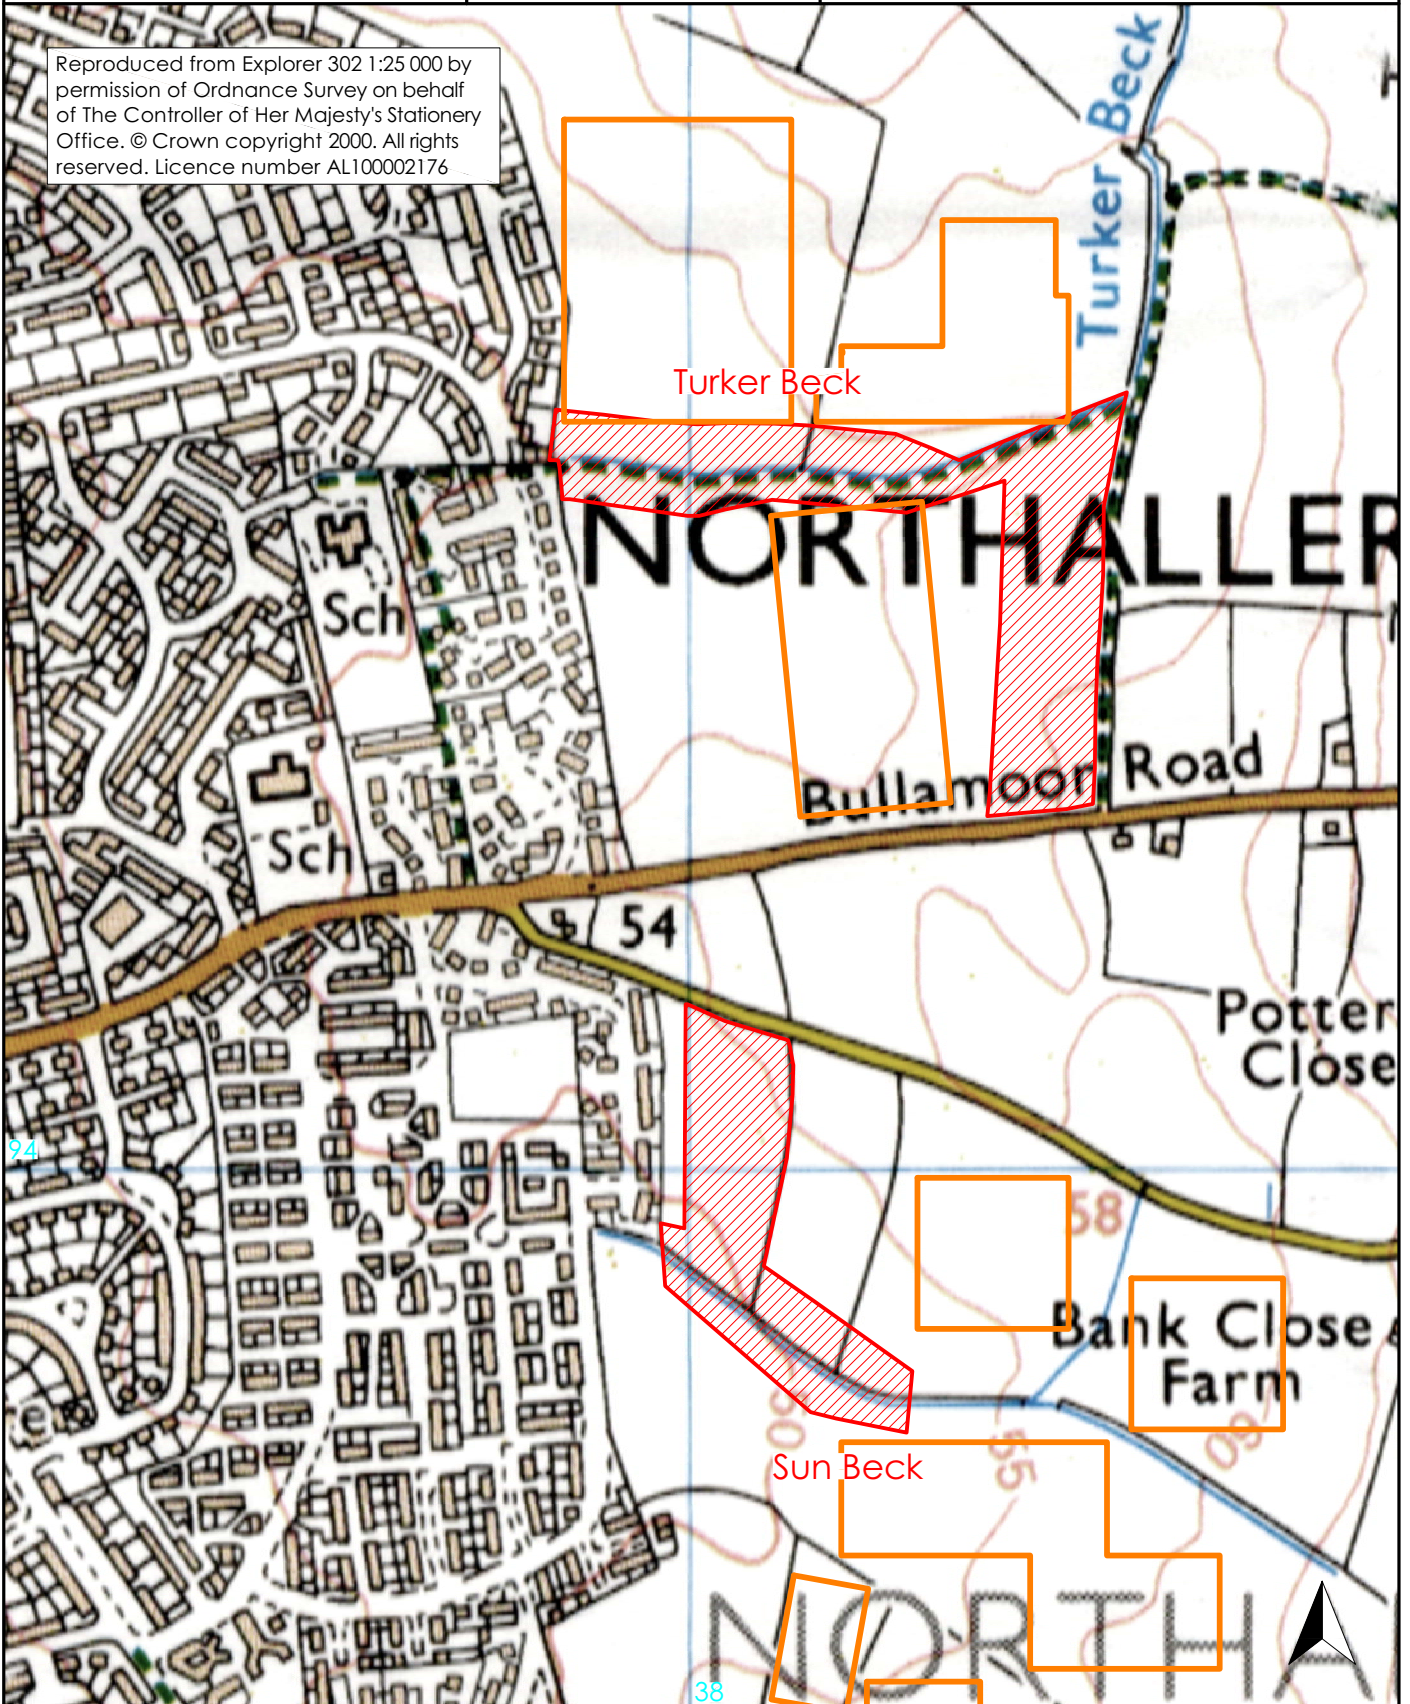 Reproduced from Explorer 302 1:25 000 by
permission of Ordnance Survey on behalf
of The Controller of Her Majesty's Stationery
Office. © Crown copyright 2000. All rights
reserved. Licence number AL100002176
Turker Beck
Turker Beck
NORTHALLER
Sch
Bullamoor Road
Sch
54
Potter
Close
94
58
Bank Close
Farm
50
60
55
Sun Beck
NORTHA
38